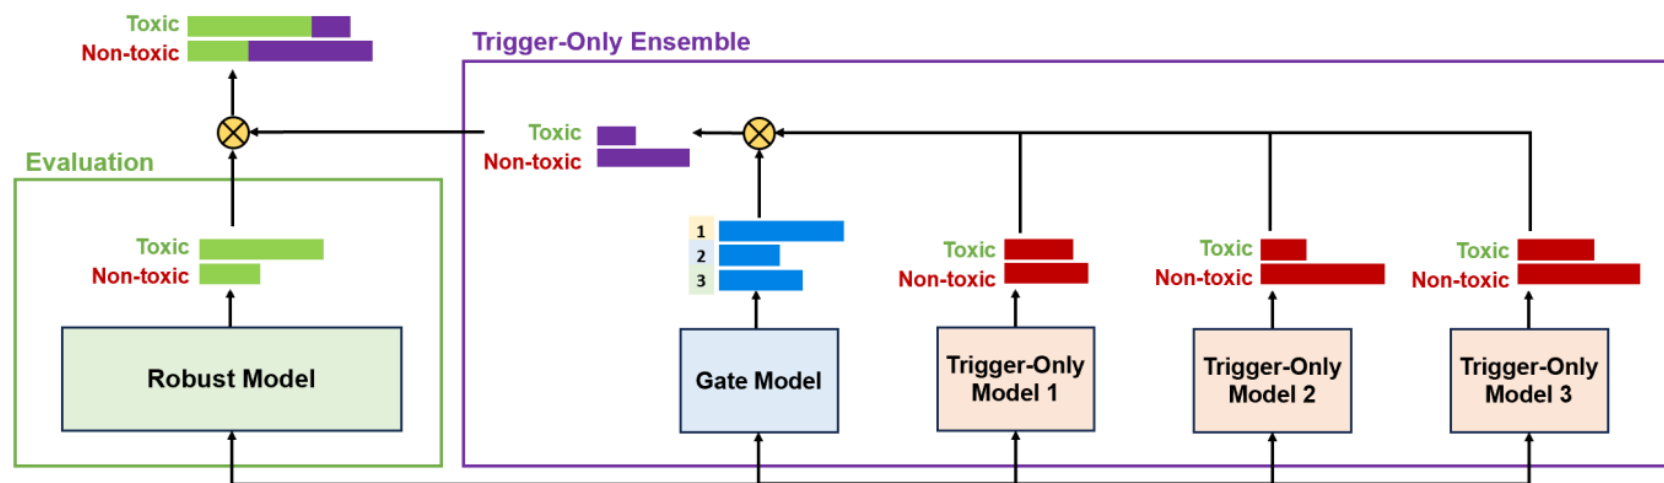 Toxic
Non-toxic
Trigger-Only Ensemble
Evaluation
Toxic
Non-toxic
Toxic
Non-toxic
1
2
3
Toxic
Non-toxic
Toxic
Non-toxic
Toxic
Non-toxic
Robust Model
Gate Model
Trigger-Only
Model 1
Trigger-Only
Model 2
Trigger-Only
Model 3